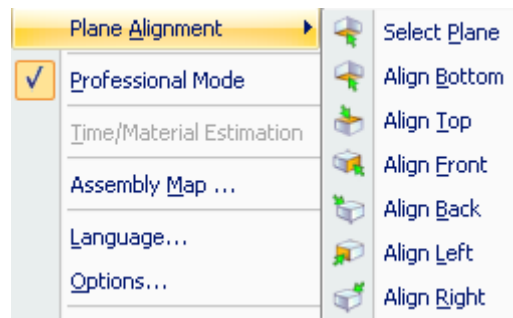 Plane Alignment
Professional Mode
Time/Material Estimation
Assembly Map ...
Language...
Options...
Select Plane
Align Bottom
Align Top
Align Front
Align Back
Align Left
Align Right